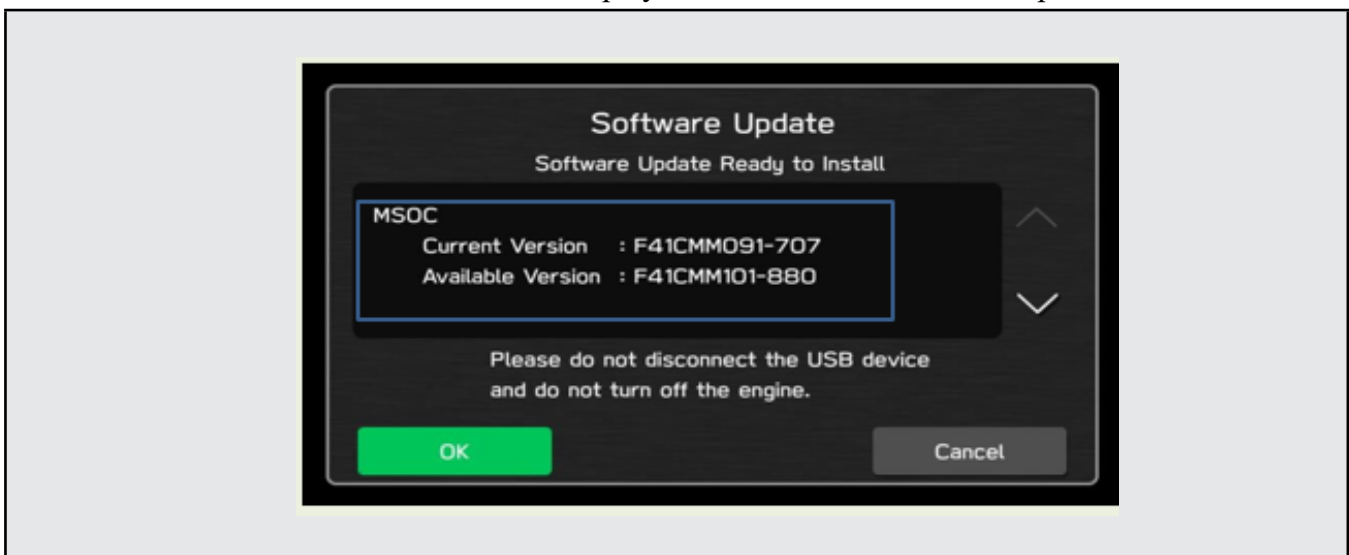 Software Update
Software Update Ready to Install
MSOC
Current Version : F41CMM091-707
Available Version : F41CMM101-880
Please do not disconnect the USB device
and do not turn off the engine.
OK
Cancel